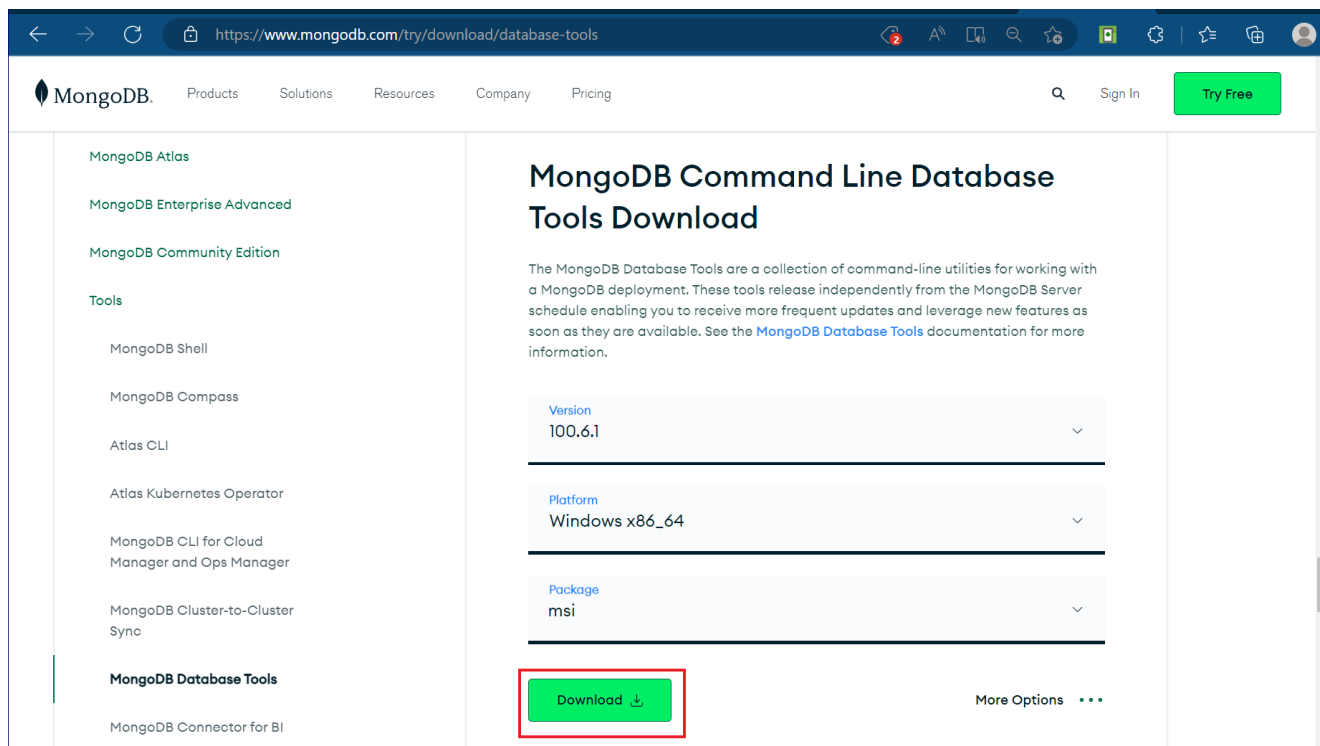 https://www.mongodb.com/try/download/database-tools
2
MongoDB.
Products
Solutions
Resources
Company
Pricing
Sign In
Try Free
MongoDB Atlas
MongoDB Enterprise Advanced
MongoDB Community Edition
Tools
MongoDB Shell
MongoDB Compass
Atlas CLI
Atlas Kubernetes Operator
MongoDB CLI for Cloud
Manager and Ops Manager
MongoDB Cluster-to-Cluster
Sync
MongoDB Database Tools
MongoDB Connector for BI
MongoDB Command Line Database
Tools Download
The MongoDB Database Tools are a collection of command-line utilities for working with
a MongoDB deployment. These tools release independently from the MongoDB Server
schedule enabling you to receive more frequent updates and leverage new features as
soon as they are available. See the MongoDB Database Tools documentation for more
information.
Version
100.6.1
Platform
Windows x86_64
Package
msi
Download
More Options